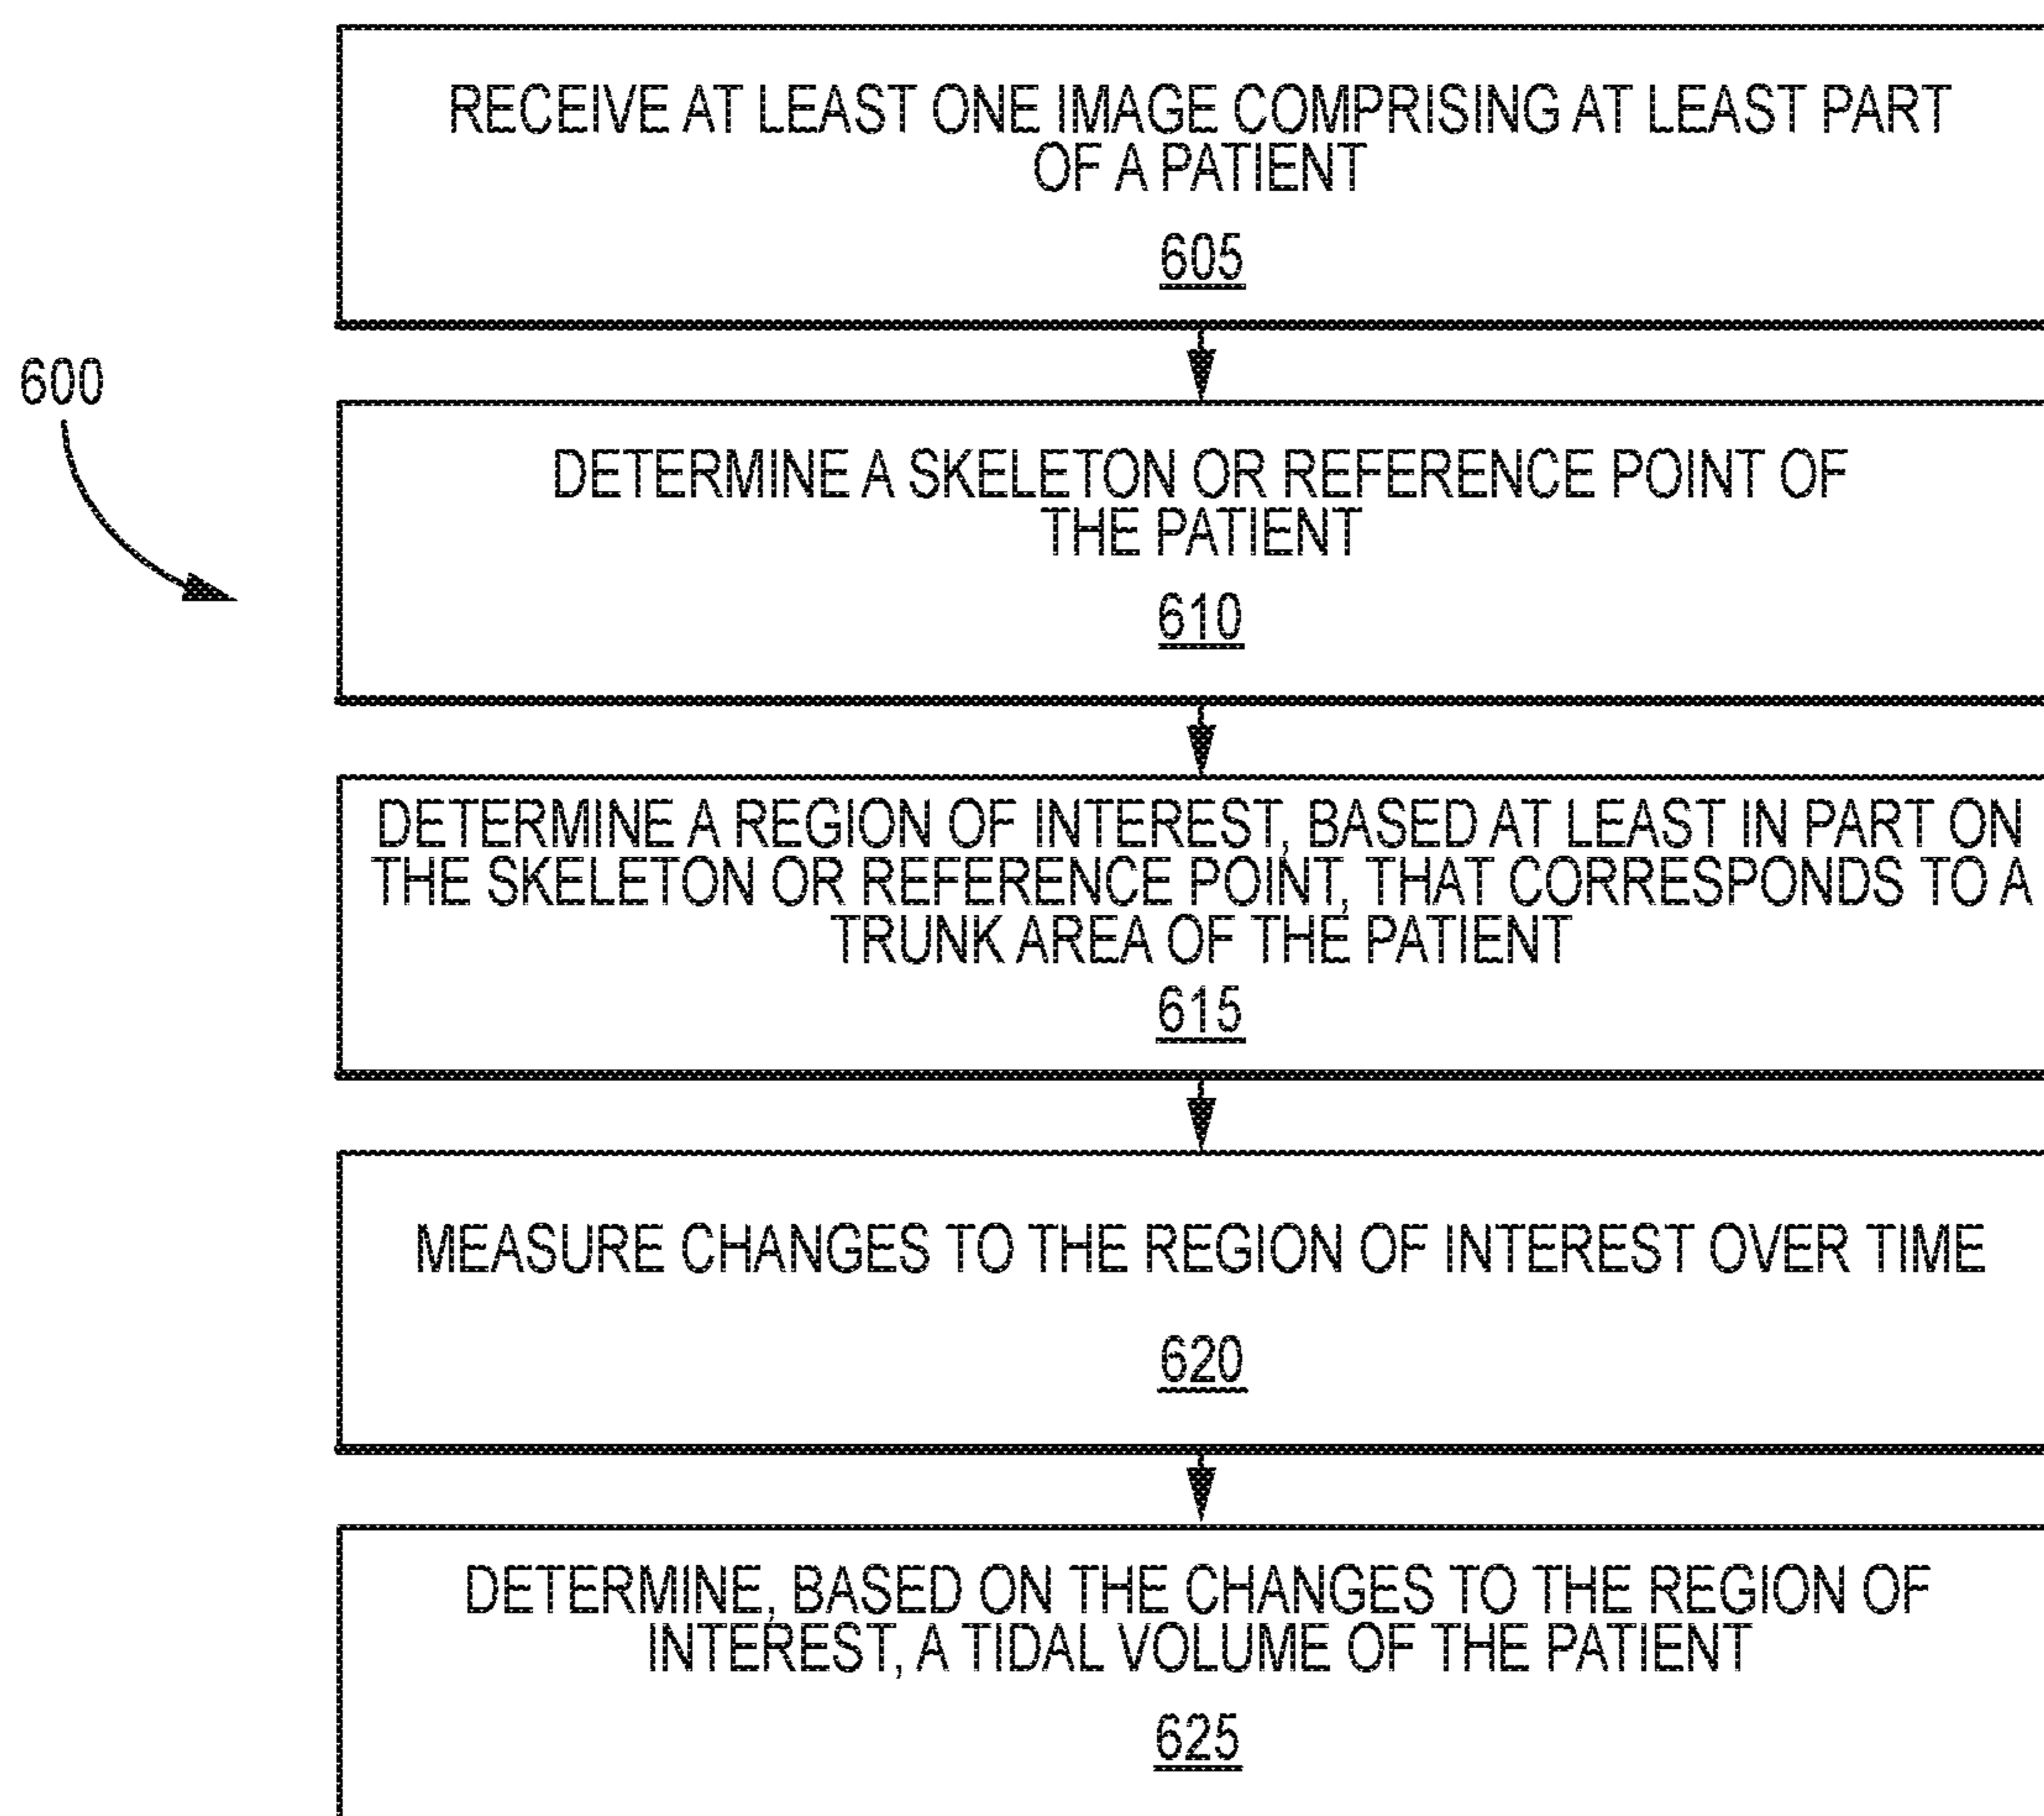 RECEIVE AT LEAST ONE IMAGE COMPRISING AT LEAST PART
OF A PATIENT
605
600
DETERMINE A SKELETON OR REFERENCE POINT OF
THE PATIENT
610
DETERMINE A REGION OF INTEREST, BASED AT LEAST IN PART ON
THE SKELETON OR REFERENCE POINT, THAT CORRESPONDS TO A
TRUNK AREA OF THE PATIENT
615
MEASURE CHANGES TO THE REGION OF INTEREST OVER TIME
620
DETERMINE, BASED ON THE CHANGES TO THE REGION OF
INTEREST, A TIDAL VOLUME OF THE PATIENT
625